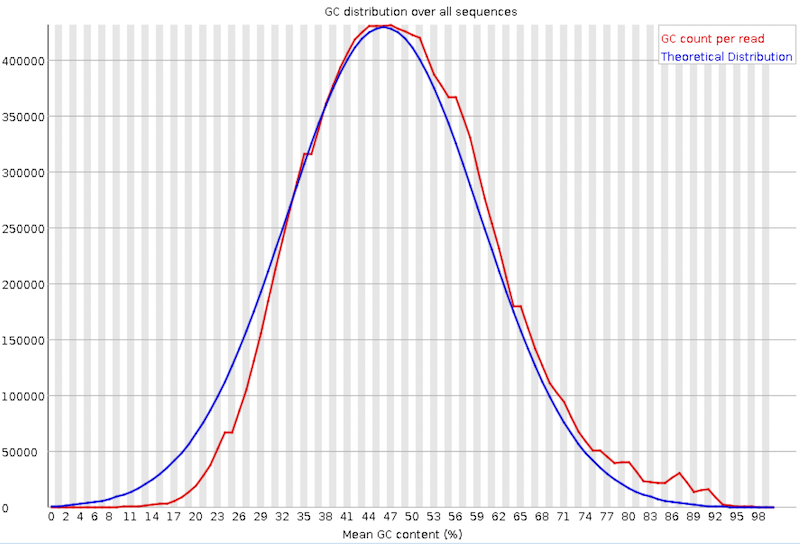 GC distribution over all sequences
GC count per read
Theoretical Distribution
400000
350000
300000
250000
200000
150000
100000
50000
0
0 2 4 6 8 11 14 17 20 23 26 29 32 35 38 41 44 47 50 53 56 59 62 65 68 71 74 77 80 83 86 89 92 95 98
Mean GC content (%)